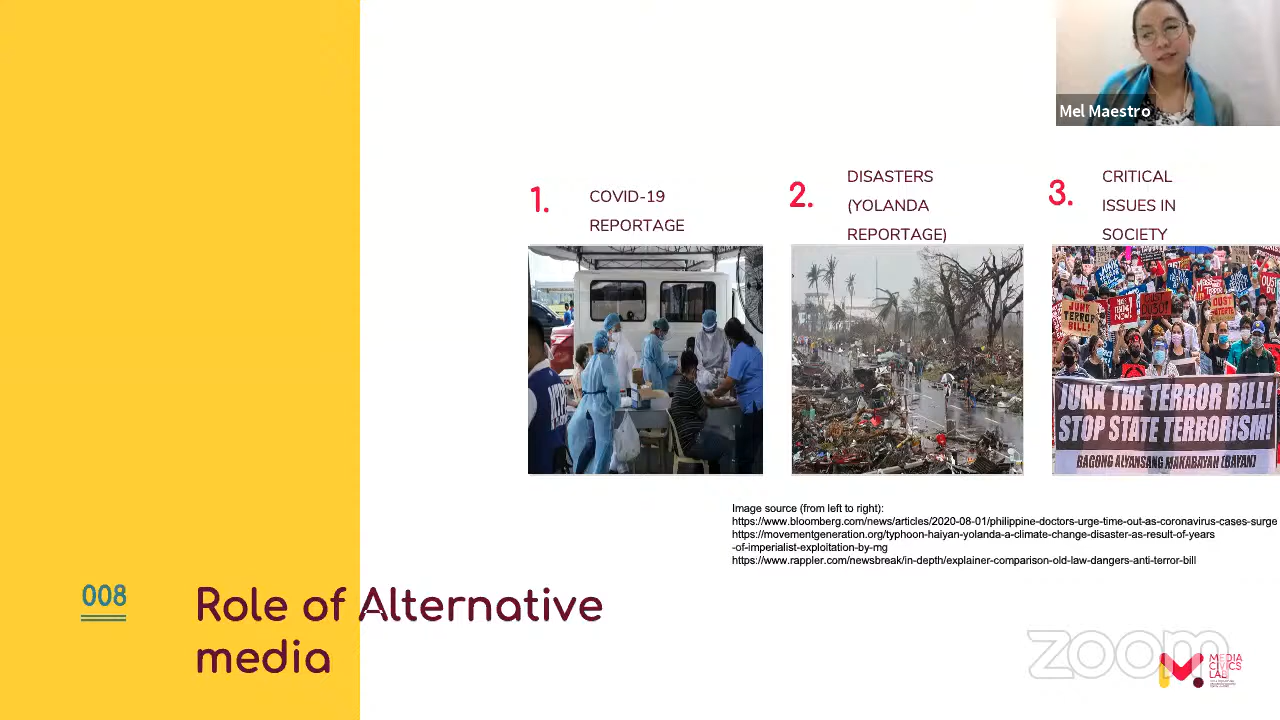 Mel Maestro
1.
COVID-19
REPORTAGE
2.
DISASTERS
(YOLANDA
REPORTAGE)
3.
CRITICAL
ISSUES IN
SOCIETY
JUNK
TERROR
BILL!
JUNK THE TERROR BILL!
STOP STATE TERRORISM!
BAGONG ALYANSANG MAKABAYAN (BAYAN)
Image source (from left to right):
https://www.bloomberg.com/news/articles/2020-08-01/philippine-doctors-urge-time-out-as-coronavirus-cases-surge
https://movementgeneration.org/typhoon-haiyan-yolanda-a-climate-change-disaster-as-result-of-years
-of-imperialist-exploitation-by-mg
https://www.rappler.com/newsbreak/in-depth/explainer-comparison-old-law-dangers-anti-terror-bill
008
Role of Alternative
media
zoom
MEDIA
CIVICS
LAB